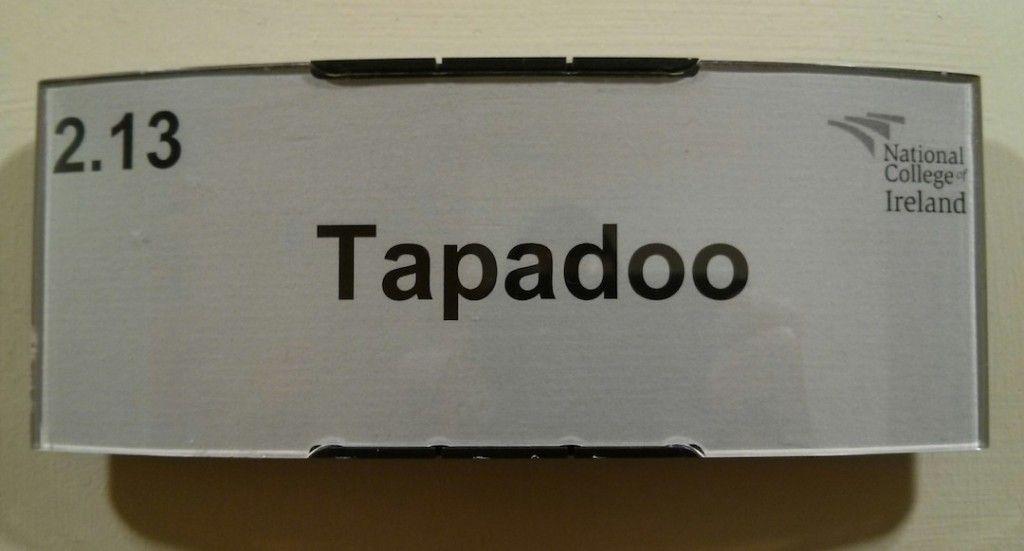 2.13
National
College of
Ireland
Tapadoo